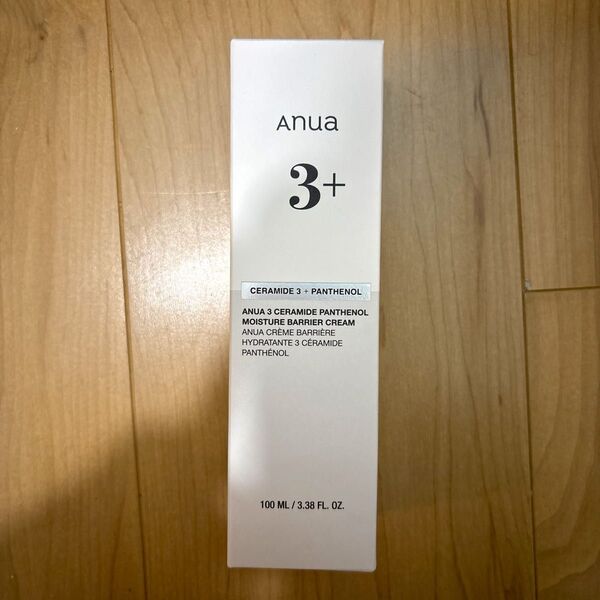 Anua
3+
CERAMIDE 3 + PANTHENOL
ANUA 3 CERAMIDE PANTHENOL
MOISTURE BARRIER CREAM
ANUA CRÈME BARRIÈRE
HYDRATANTE 3 CÉRAMIDE
PANTHÉNOL
100 ML / 3.38 FL. OZ.